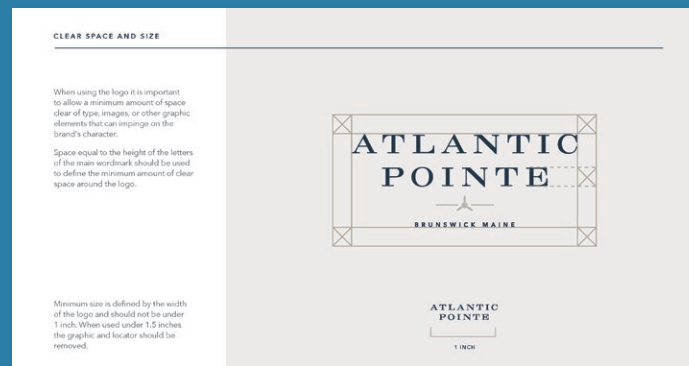 CLEAR SPACE AND SIZE
When using the logo it is important
to allow a minimum amount of space
clear of type, images, or other graphic
elements that can impinge on the
brand's character.
Space equal to the height of the letters
of the main wordmark should be used
to define the minimum amount of clear
space around the logo.
ATLANTIC
POINTE
BRUNSWICK MAINE
Minimum size is defined by the width
of the logo and should not be under
1 inch. When used under 1.5 inches
the graphic and locator should be
removed.
ATLANTIC
POINTE
1 INCH